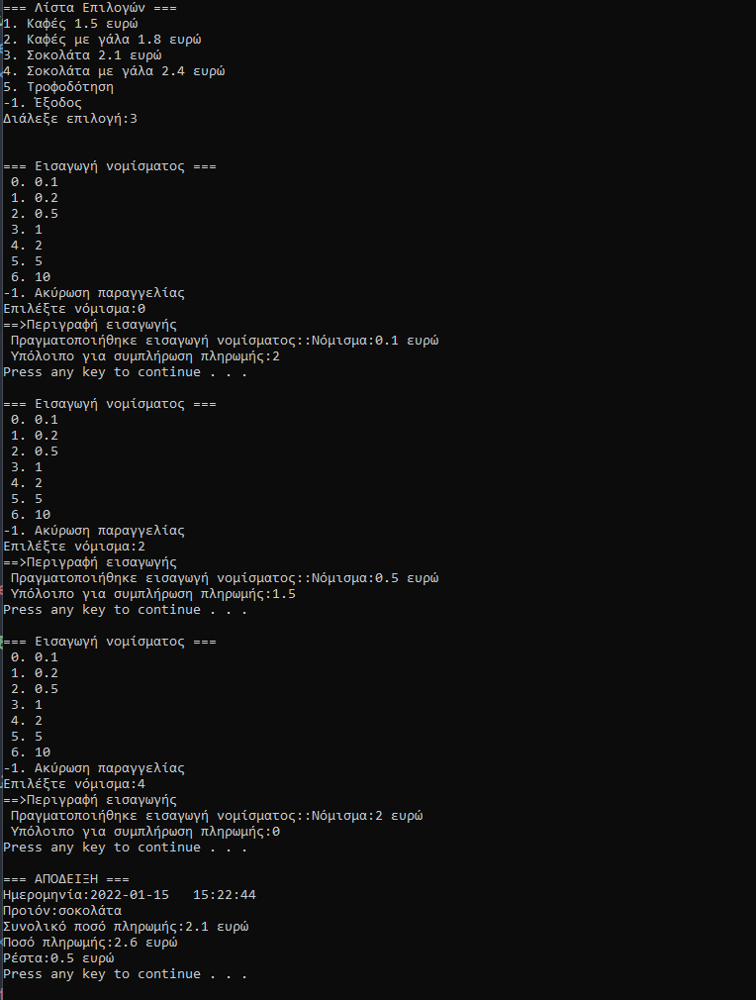 === Λίστα Επιλογών ===
1. Καφές 1.5 ευρώ
2. Καφές με γάλα 1.8 ευρώ
3. Σοκολάτα 2.1 ευρώ
4. Σοκολάτα με γάλα 2.4 ευρώ
5. Τροφοδότηση
-1. Έξοδος
Διάλεξε επιλογή:3
=== Εισαγωγή νομίσματος ===
0. 0.1
1. 0.2
2. 0.5
3. 1
4. 2
5. 5
6. 10
-1. Ακύρωση παραγγελίας
Επιλέξτε νόμισμα:0
==>Περιγραφή εισαγωγής
Πραγματοποιήθηκε εισαγωγή νομίσματος::Νόμισμα:0.1 ευρώ
Υπόλοιπο για συμπλήρωση πληρωμής:2
Press any key to continue . . .
=== Εισαγωγή νομίσματος ===
0. 0.1
1. 0.2
2. 0.5
3. 1
4. 2
5. 5
6. 10
-1. Ακύρωση παραγγελίας
Επιλέξτε νόμισμα:2
==>Περιγραφή εισαγωγής
Πραγματοποιήθηκε εισαγωγή νομίσματος::Νόμισμα:0.5 ευρώ
Υπόλοιπο για συμπλήρωση πληρωμής:1.5
Press any key to continue . . .
=== Εισαγωγή νομίσματος ===
0. 0.1
1. 0.2
2. 0.5
3. 1
4. 2
5. 5
6. 10
-1. Ακύρωση παραγγελίας
Επιλέξτε νόμισμα:4
==>Περιγραφή εισαγωγής
Πραγματοποιήθηκε εισαγωγή νομίσματος::Νόμισμα:2 ευρώ
Υπόλοιπο για συμπλήρωση πληρωμής:0
Press any key to continue . . .
=== ΑΠΟΔΕΙΞΗ ===
Ημερομηνία:2022-01-15   15:22:44
Προιόν:σοκολάτα
Συνολικό ποσό πληρωμής:2.1 ευρώ
Ποσό πληρωμής:2.6 ευρώ
Ρέστα:0.5 ευρώ
Press any key to continue . . .